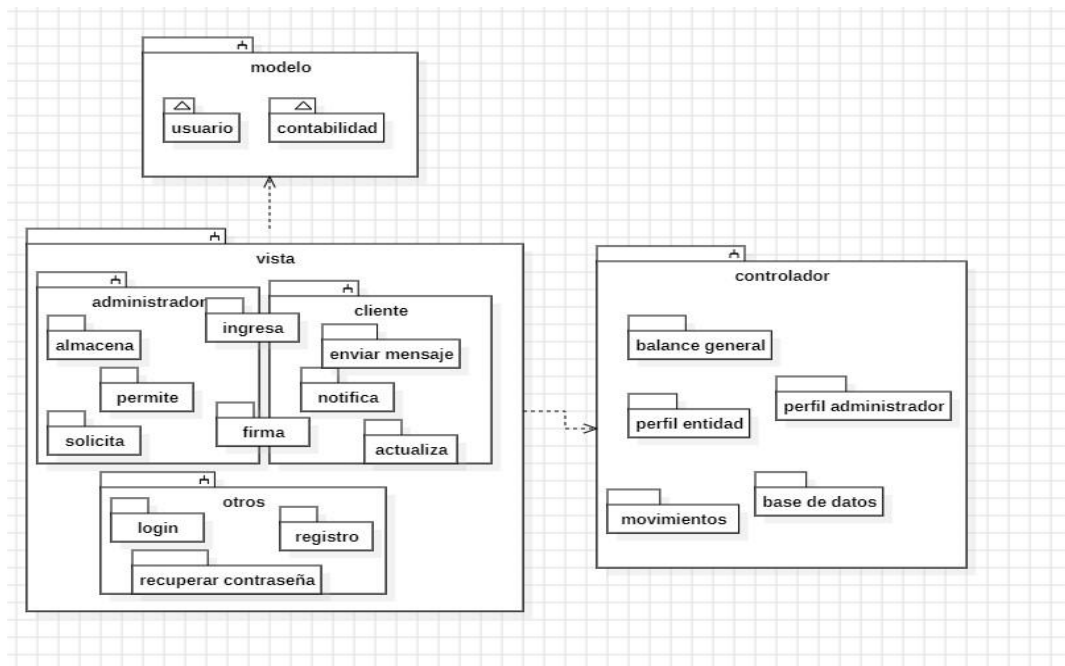 modelo
usuario
contabilidad
vista
administrador
almacena
permite
solicita
ingresa
firma
cliente
enviar mensaje
notifica
actualiza
otros
login
registro
recuperar contraseña
controlador
balance general
perfil administrador
perfil entidad
base de datos
movimientos